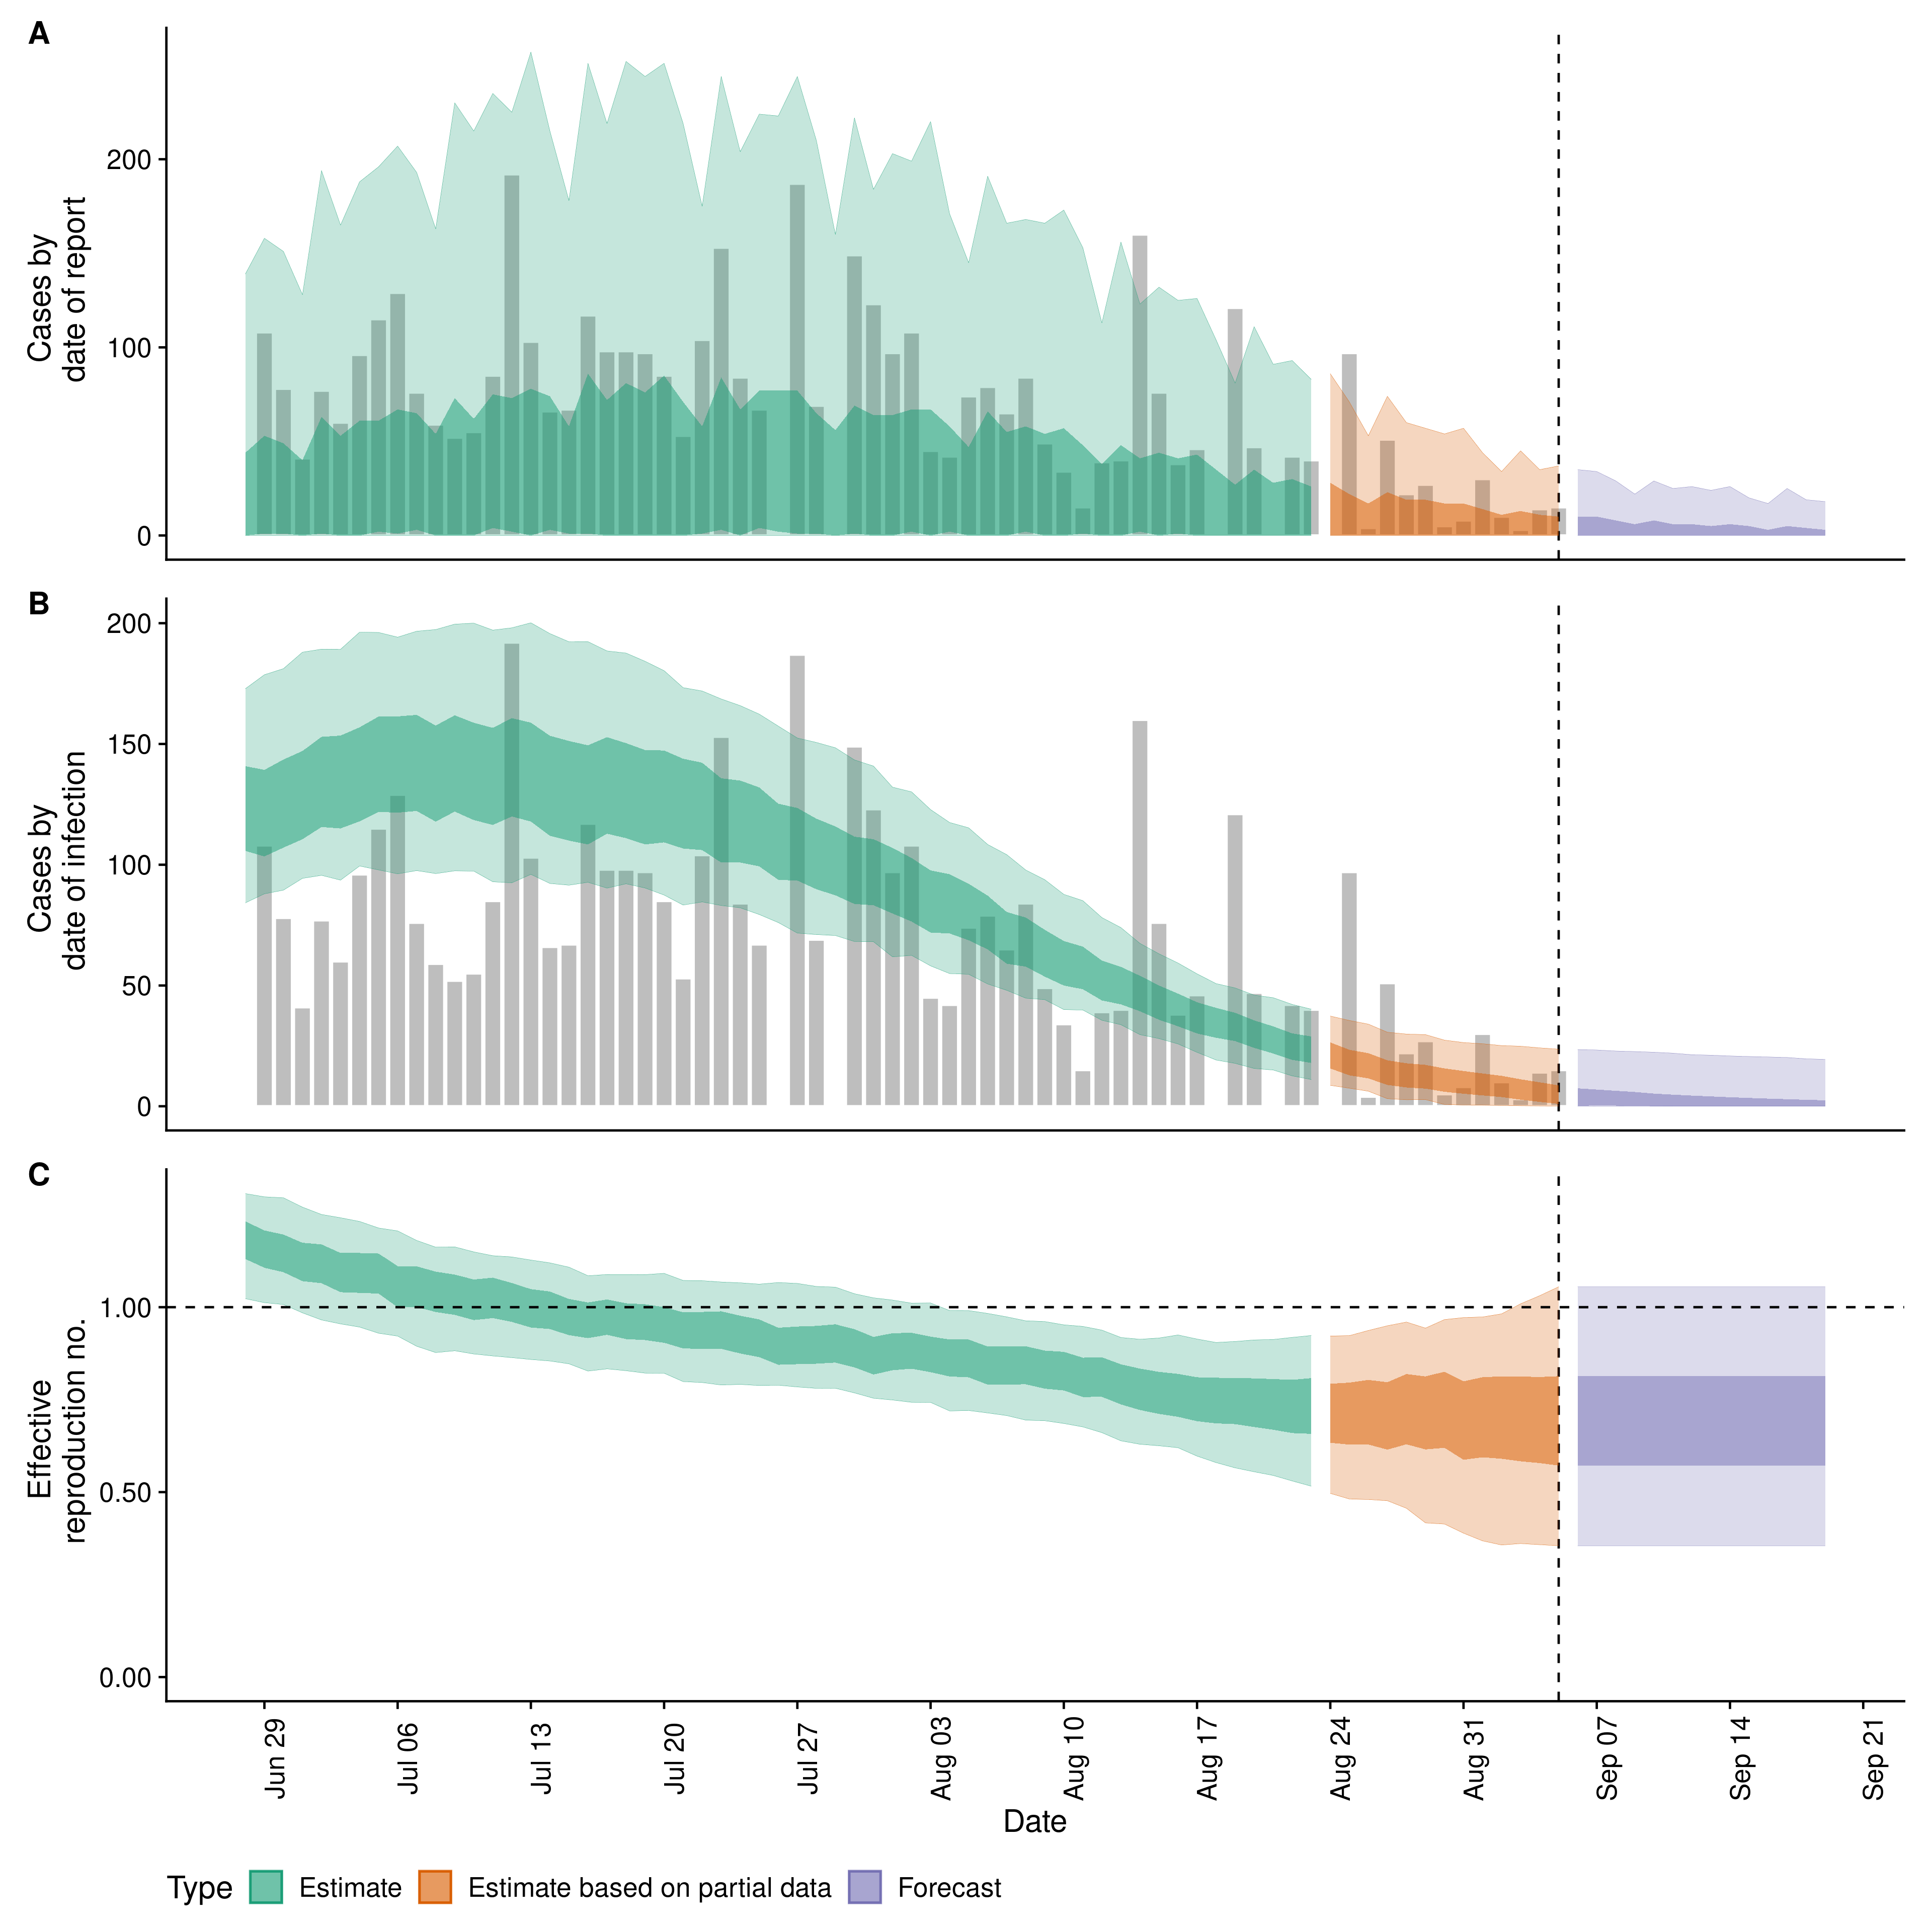 A
Cases by
date of report
200
100
0
B
Cases by
date of infection
200
150
100
50
0
C
Effective
reproduction no.
1.00
0.50
0.00
Jun 29
Jul 06
Jul 13
Jul 20
Jul 27
Aug 03
Aug 10
Aug 17
Aug 24
Aug 31
Sep 07
Sep 14
Sep 21
Date
Type Estimate Estimate based on partial data Forecast